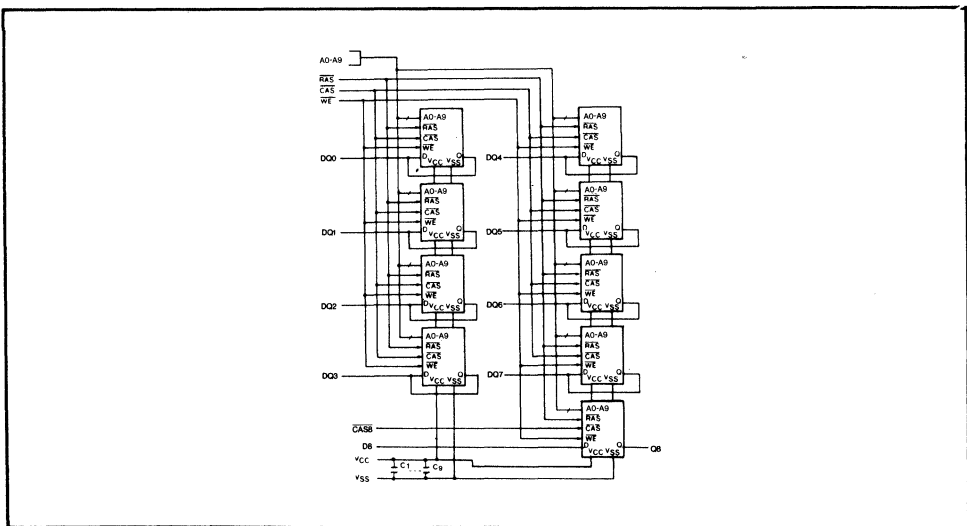 A0-A9
RAS
CAS
WE
A0-A9
RAS
CAS
WE
D
VCC VSS
Q
DQ0
A0-A9
RAS
CAS
WE
D
VCC VSS
Q
DQ1
A0-A9
RAS
CAS
WE
D
VCC VSS
Q
DQ2
A0-A9
RAS
CAS
WE
D
VCC VSS
Q
DQ3
A0-A9
RAS
CAS
WE
D
VCC VSS
Q
DQ4
A0-A9
RAS
CAS
WE
D
VCC VSS
Q
DQ5
A0-A9
RAS
CAS
WE
D
VCC VSS
Q
DQ6
A0-A9
RAS
CAS
WE
D
VCC VSS
Q
DQ7
A0-A9
RAS
CAS
WE
D
VCC VSS
Q
CAS8
D8
Q8
VCC
C1
C9
VSS